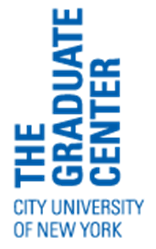 THE
GRADUATE
CENTER
CITY UNIVERSITY
OF NEW YORK